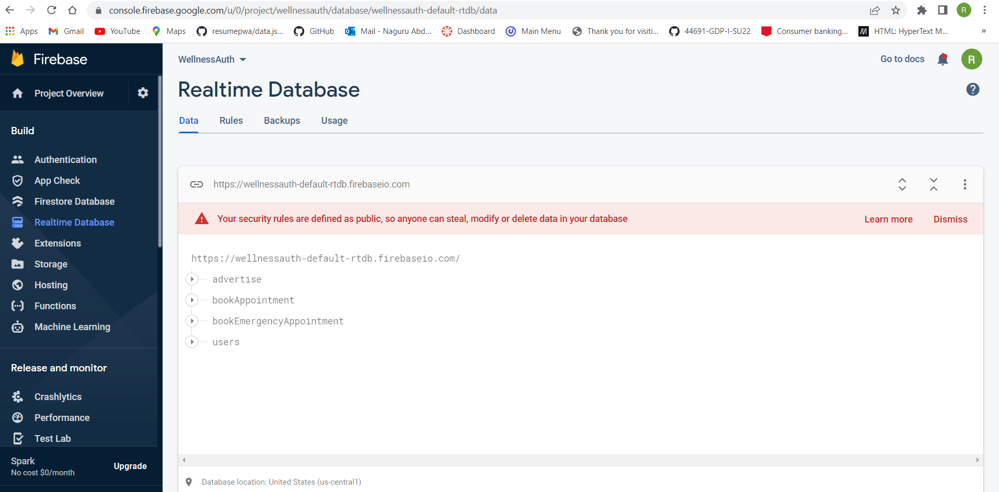 console.firebase.google.com/u/0/project/wellnessauth/database/wellnessauth-default-rtdb/data
R
Apps
Gmail
YouTube
Maps
resumepwa/data.js...
GitHub
Mail - Naguru Abd...
Dashboard
Main Menu
Thank you for visiti...
44691-GDP-I-SU22
Consumer banking...
M
HTML: HyperText M...
»
Firebase
WellnessAuth
Go to docs
R
Project Overview
Realtime Database
?
Data
Rules
Backups
Usage
Build
Authentication
App Check
Firestore Database
Realtime Database
Extensions
Storage
Hosting
Functions
Machine Learning
Release and monitor
Crashlytics
Performance
Test Lab
Spark
No cost $0/month
Upgrade
https://wellnessauth-default-rtdb.firebaseio.com
Your security rules are defined as public, so anyone can steal, modify or delete data in your database
Learn more
Dismiss
https://wellnessauth-default-rtdb.firebaseio.com/
advertise
bookAppointment
bookEmergencyAppointment
users
Database location: United States (us-central1)